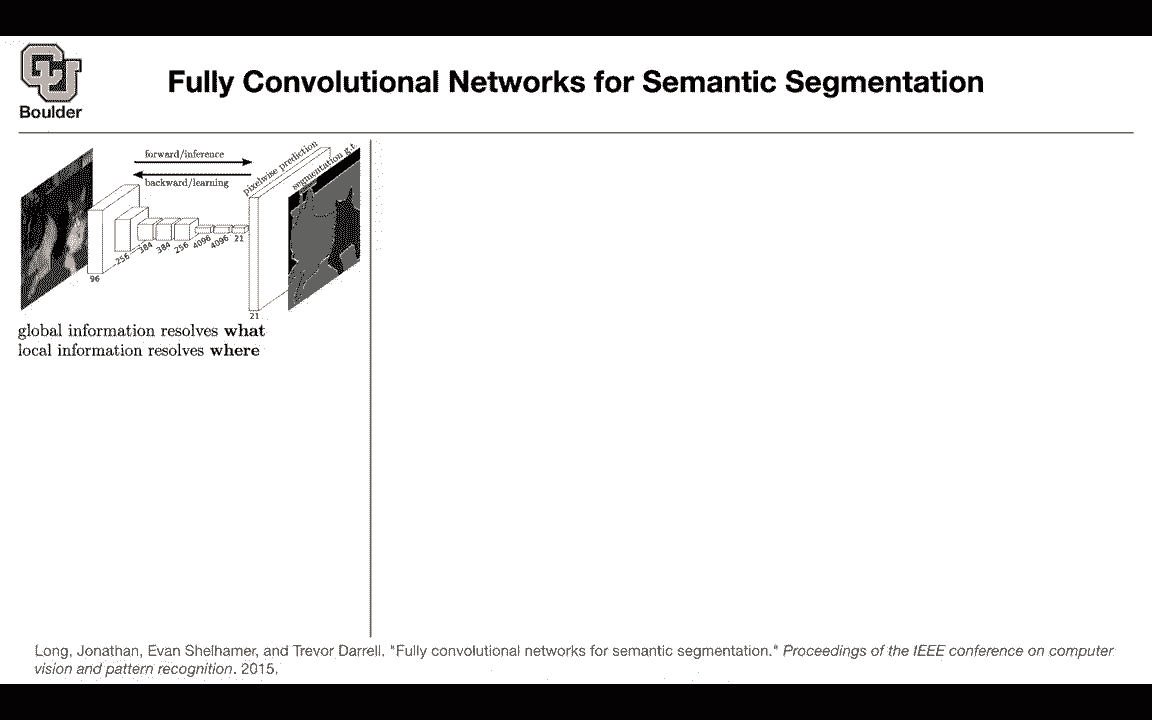 CU
Boulder
Fully Convolutional Networks for Semantic Segmentation
forward/inference
backward/learning
pixelwise prediction
segmentation g.t.
96
256
384
384
256
4096
4096
21
21
global information resolves what
local information resolves where
Long, Jonathan, Evan Shelhamer, and Trevor Darrell. "Fully convolutional networks for semantic segmentation." Proceedings of the IEEE conference on computer
vision and pattern recognition. 2015.